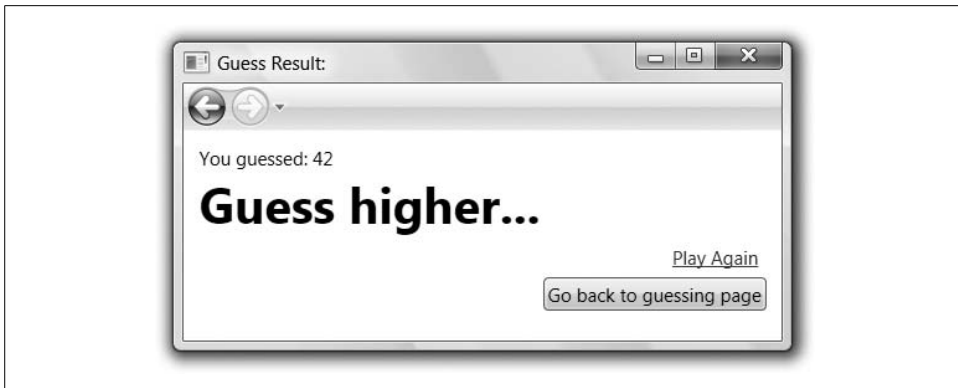 Guess Result:
You guessed: 42
Guess higher...
Play Again
Go back to guessing page